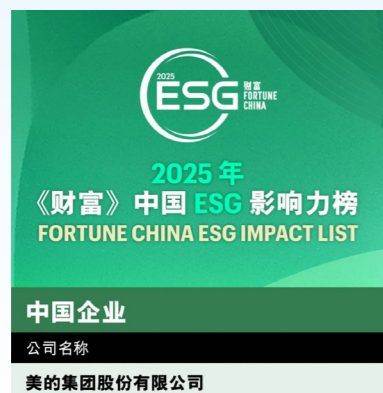 2025
ESG
财富
FORTUNE
CHINA
2025 年
《财富》中国 ESG 影响力榜
FORTUNE CHINA ESG IMPACT LIST
中国企业
公司名称
美的集团股份有限公司